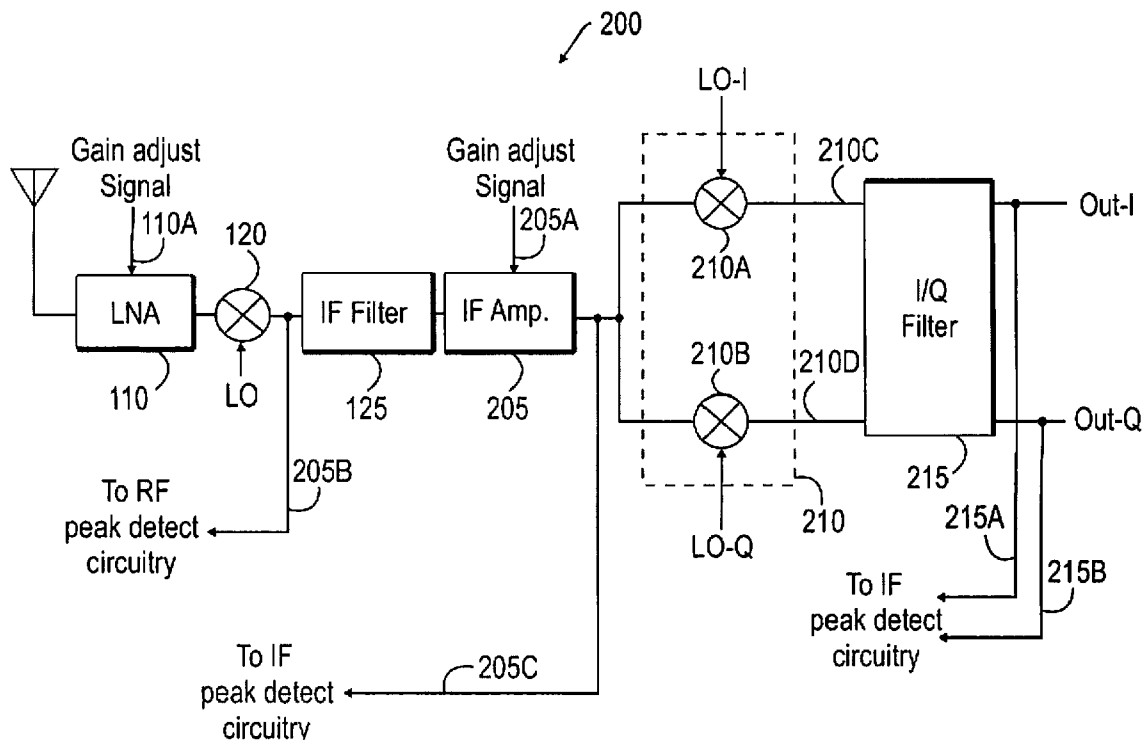 200
LO-I
Gain adjust
Signal
110A
120
Gain adjust
Signal
205A
210C
Out-I
210A
LNA
IF Filter
IF Amp.
I/Q
Filter
110
LO
125
205
210B
210D
Out-Q
215
205B
210
To RF
peak detect
circuitry
LO-Q
215A
215B
To IF
peak detect
circuitry
To IF
peak detect
circuitry
205C